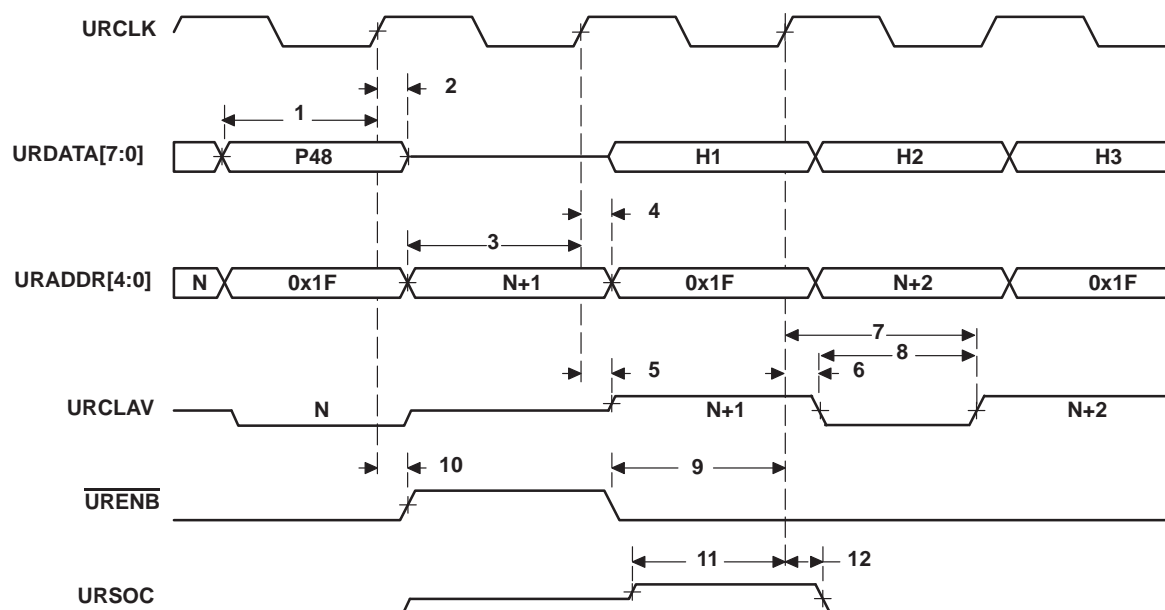 URCLK
2
1
URDATA[7:0] P48 H1 H2 H3
4
3
URADDR[4:0] N 0x1F N+1 0x1F N+2 0x1F
7
8
5 6
URCLAV N N+1 N+2
10 9
URENB
11 12
URSOC